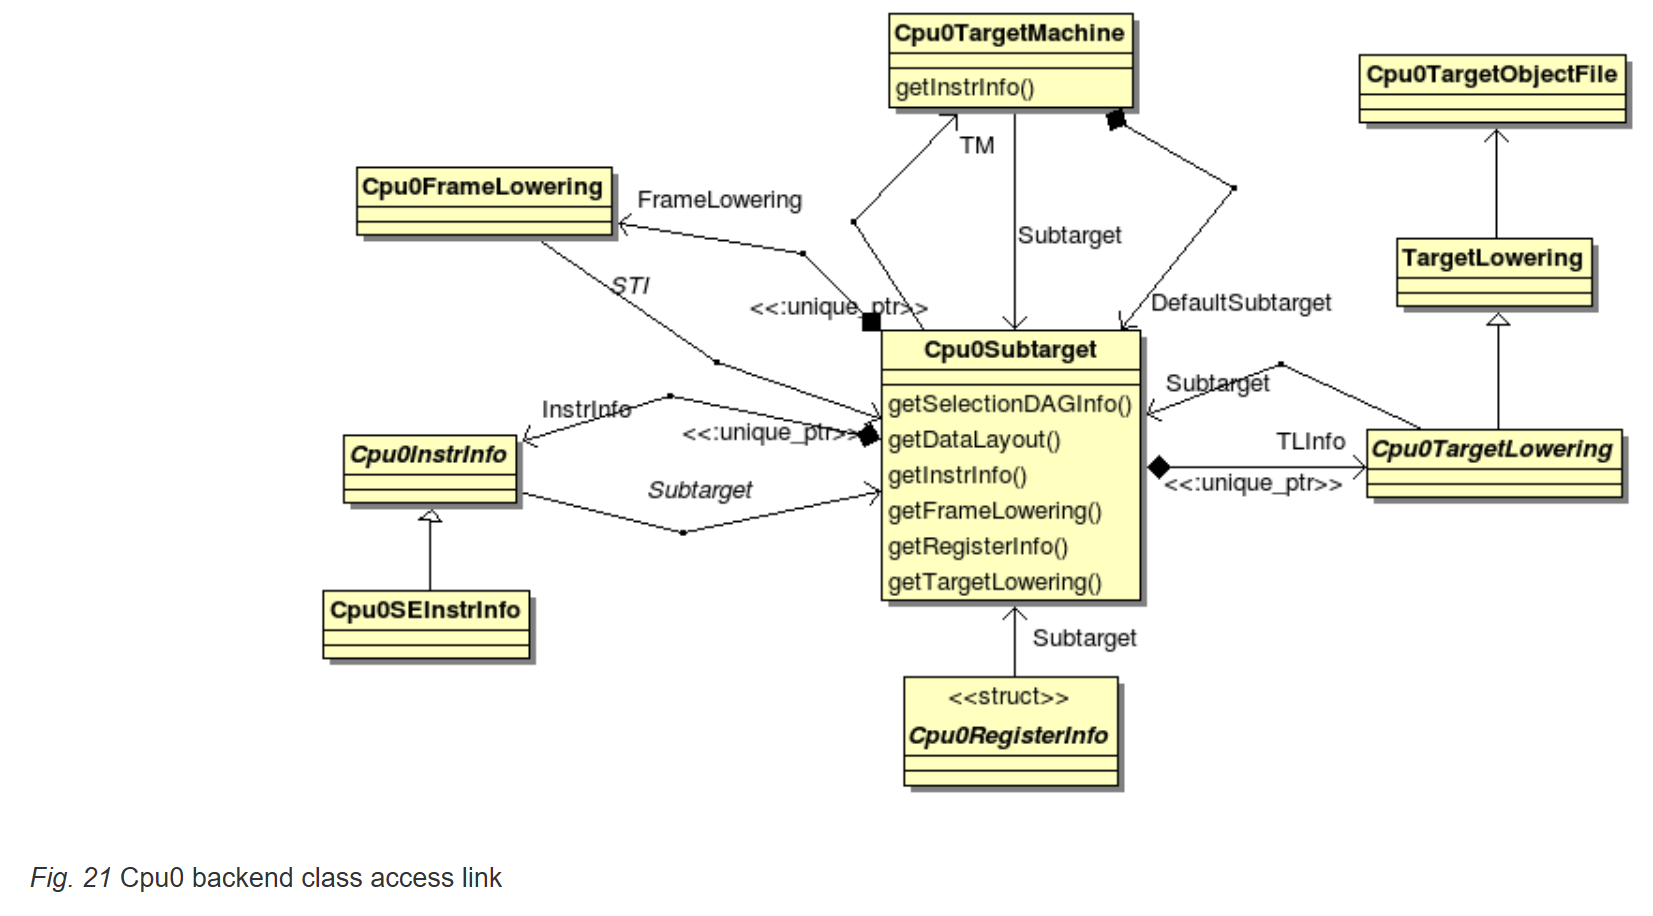 Cpu0TargetMachine
getInstrInfo()
Cpu0TargetObjectFile
TM
Cpu0FrameLowering
FrameLowering
Subtarget
TargetLowering
STI
<<:unique_ptr>>
DefaultSubtarget
Cpu0Subtarget
getSelectionDAGInfo()
getDataLayout()
getInstrInfo()
getFrameLowering()
getRegisterInfo()
getTargetLowering()
Subtarget
InstrInfo
<<:unique_ptr>>
TLInfo
Cpu0TargetLowering
<<:unique_ptr>>
Cpu0InstrInfo
Subtarget
Cpu0SEInstrInfo
Subtarget
<<struct>>
Cpu0RegisterInfo
Fig. 21 Cpu0 backend class access link